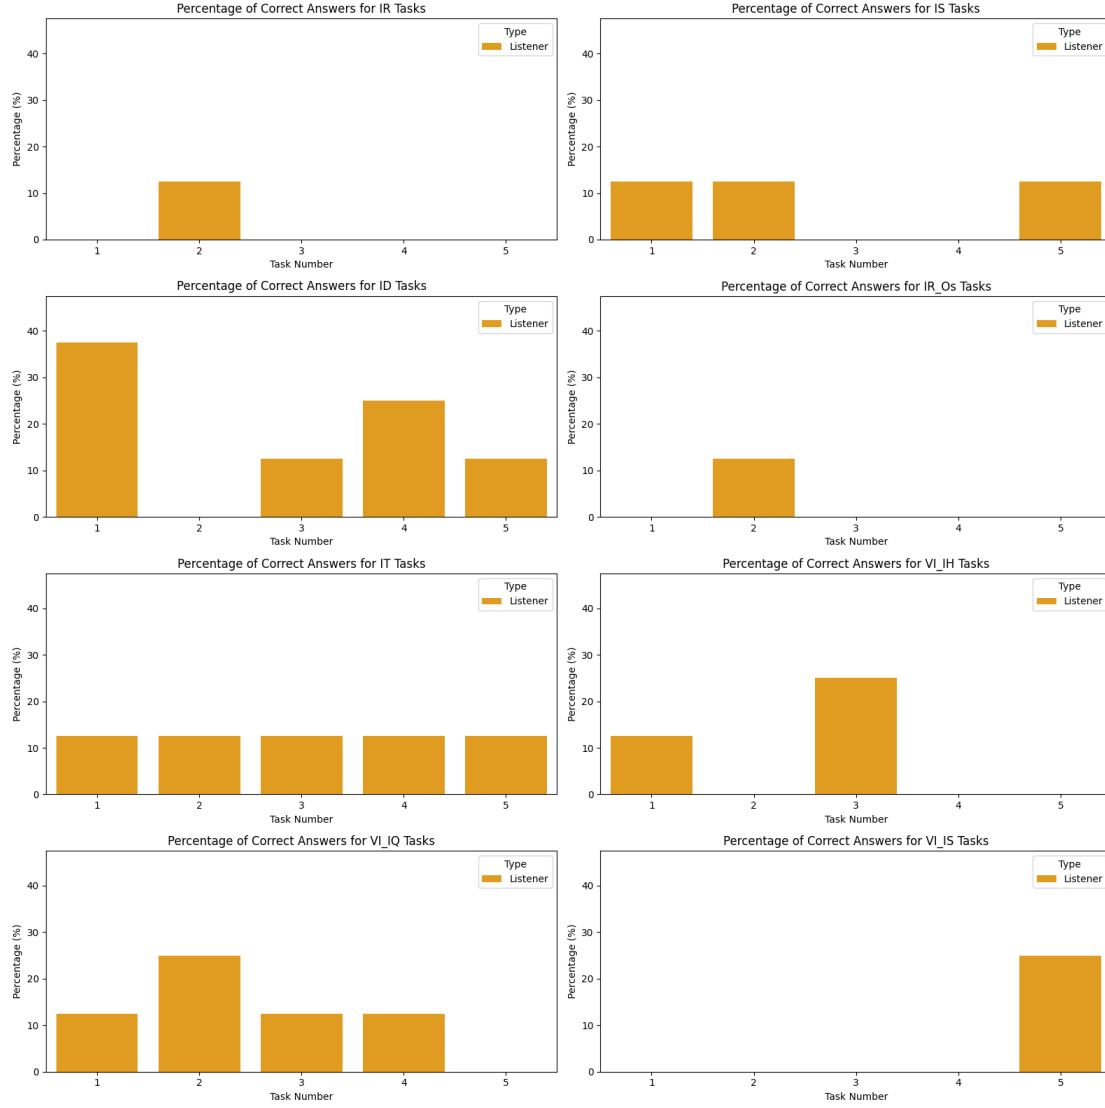 Percentage of Correct Answers for IR Tasks
Type
Listener
Percentage (%)
40
30
20
10
0
1 2 3 4 5
Task Number
Percentage of Correct Answers for IS Tasks
Type
Listener
Percentage (%)
40
30
20
10
0
1 2 3 4 5
Task Number
Percentage of Correct Answers for ID Tasks
Type
Listener
Percentage (%)
40
30
20
10
0
1 2 3 4 5
Task Number
Percentage of Correct Answers for IR_Os Tasks
Type
Listener
Percentage (%)
40
30
20
10
0
1 2 3 4 5
Task Number
Percentage of Correct Answers for IT Tasks
Type
Listener
Percentage (%)
40
30
20
10
0
1 2 3 4 5
Task Number
Percentage of Correct Answers for VI_IH Tasks
Type
Listener
Percentage (%)
40
30
20
10
0
1 2 3 4 5
Task Number
Percentage of Correct Answers for VI_IQ Tasks
Type
Listener
Percentage (%)
40
30
20
10
0
1 2 3 4 5
Task Number
Percentage of Correct Answers for VI_IS Tasks
Type
Listener
Percentage (%)
40
30
20
10
0
1 2 3 4 5
Task Number